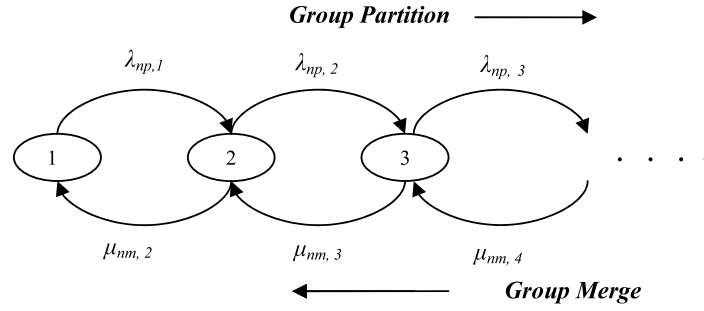 Group Partition
λnp,1 λnp, 2 λnp, 3
1 2 3 . . . .
μnm, 2 μnm, 3 μnm, 4
Group Merge